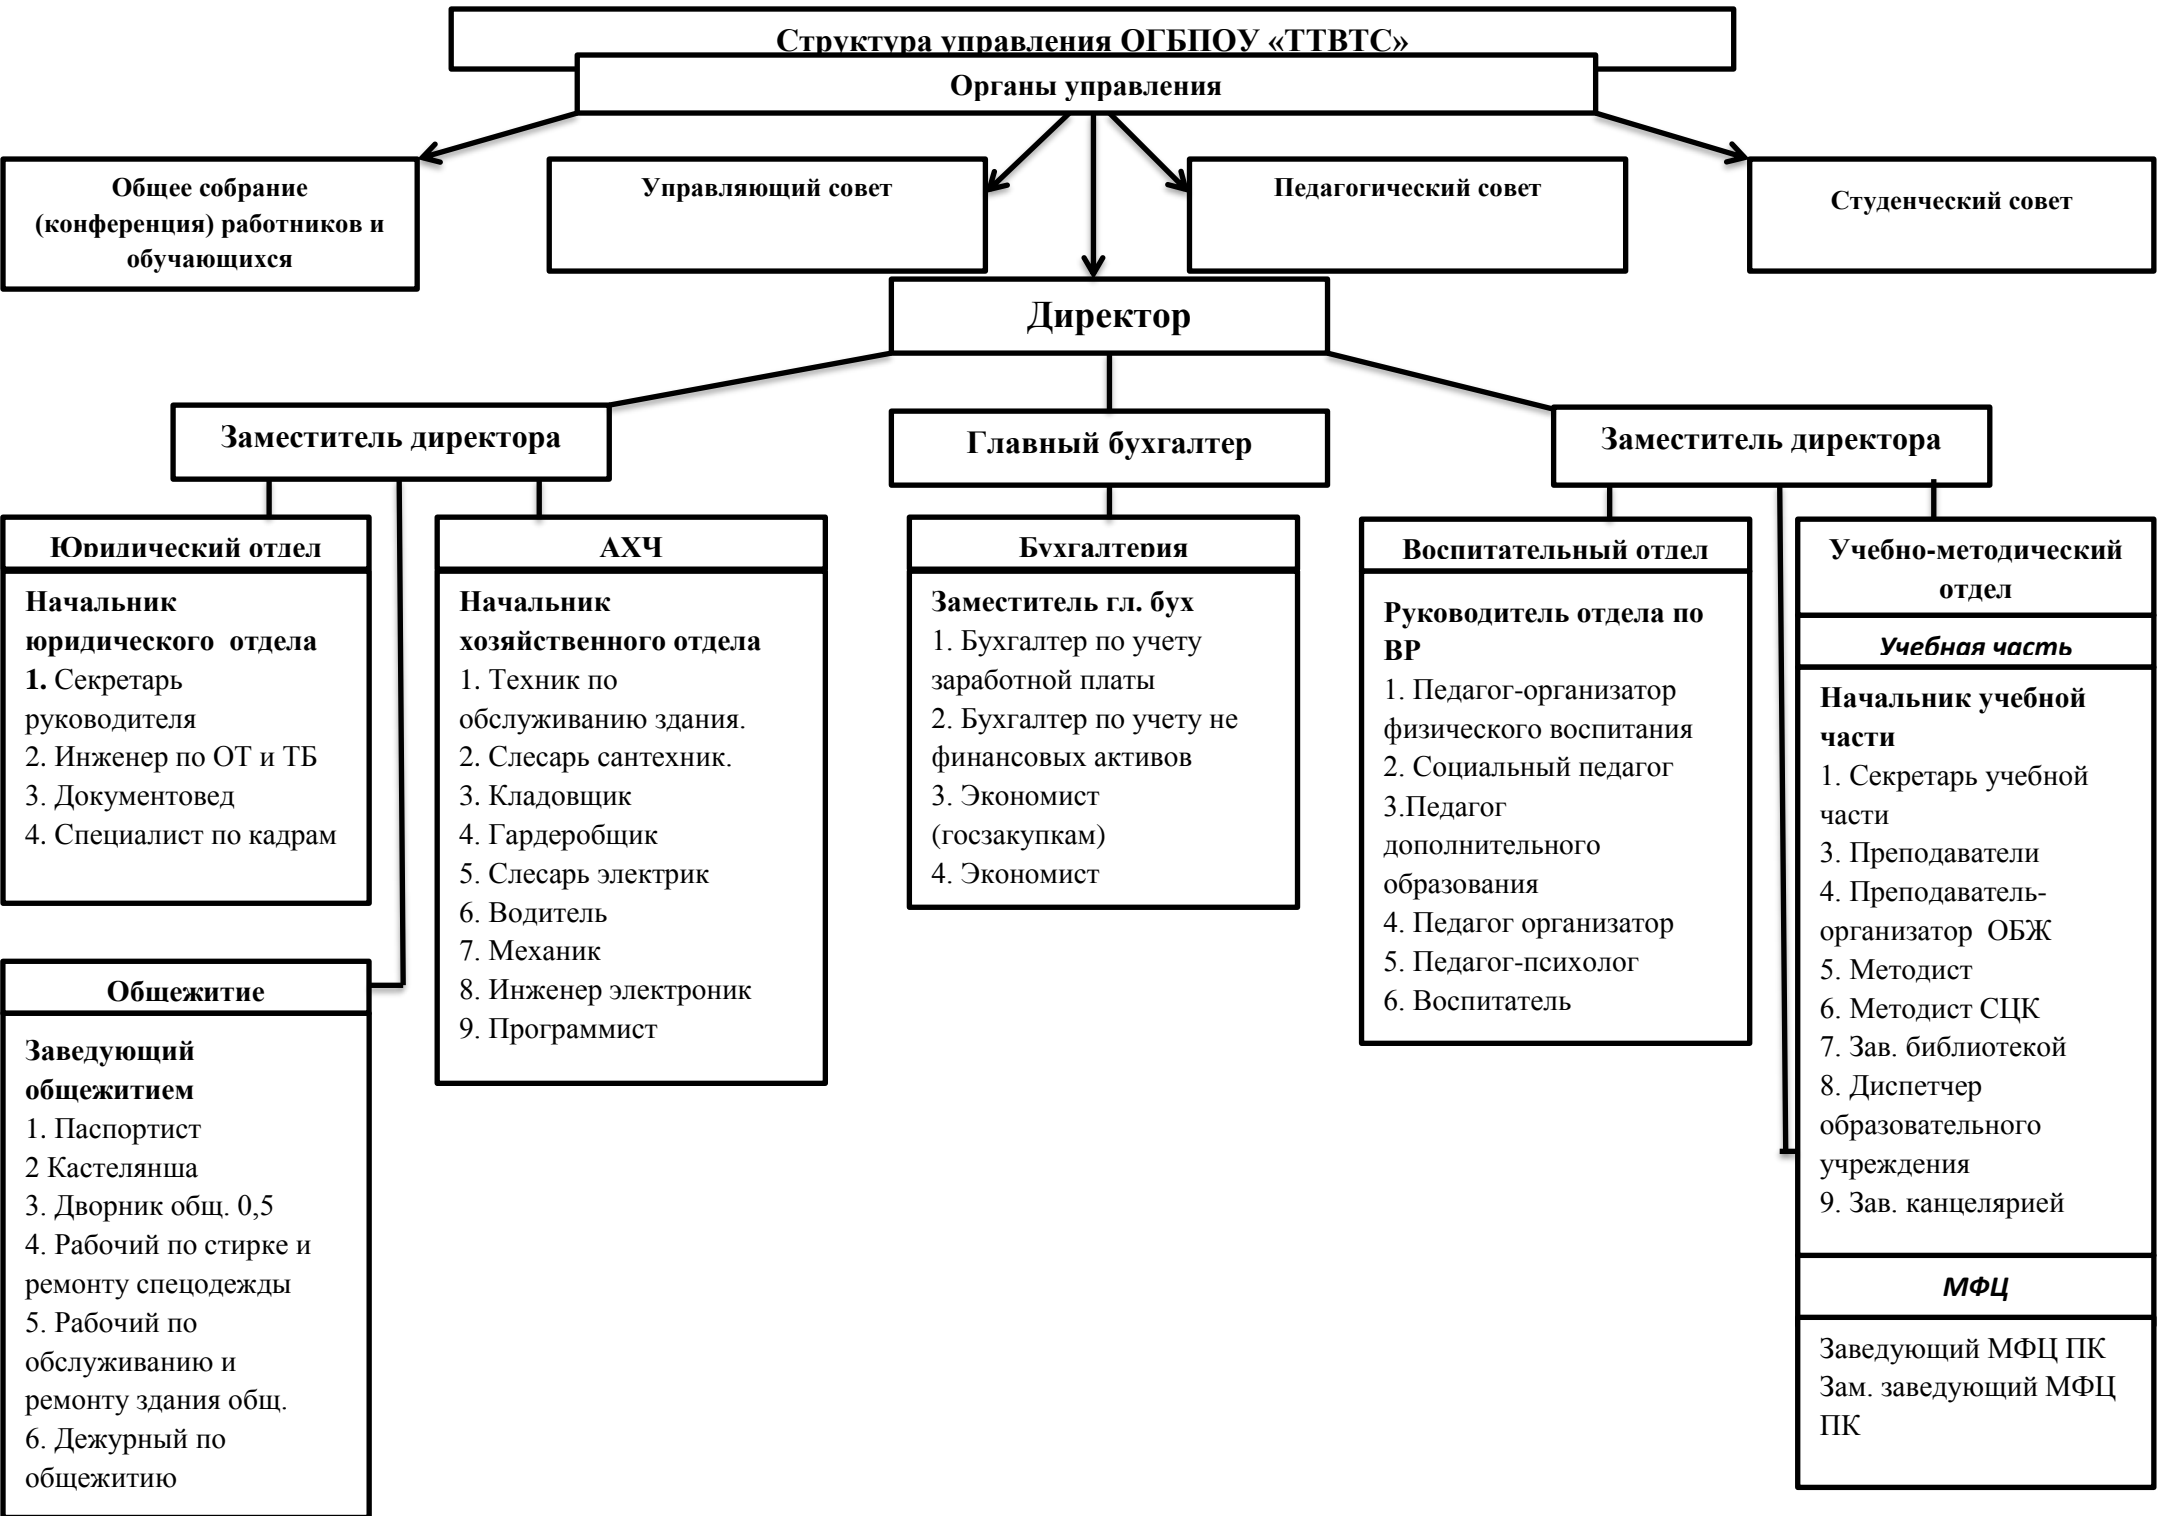 Структура управления ОГБПОУ «ТТВТС»
Органы управления
Общее собрание
(конференция) работников и
обучающихся
Управляющий совет
Педагогический совет
Студенческий совет
Директор
Заместитель директора
Главный бухгалтер
Заместитель директора
Юридический отдел
Начальник
юридического отдела
1. Секретарь
руководителя
2. Инженер по ОТ и ТБ
3. Документовед
4. Специалист по кадрам
Общежитие
Заведующий
общежитием
1. Паспортист
2 Кастелянша
3. Дворник общ. 0,5
4. Рабочий по стирке и
ремонту спецодежды
5. Рабочий по
обслуживанию и
ремонту здания общ.
6. Дежурный по
общежитию
АХЧ
Начальник
хозяйственного отдела
1. Техник по
обслуживанию здания.
2. Слесарь сантехник.
3. Кладовщик
4. Гардеробщик
5. Слесарь электрик
6. Водитель
7. Механик
8. Инженер электроник
9. Программист
Бухгалтерия
Заместитель гл. бух
1. Бухгалтер по учету
заработной платы
2. Бухгалтер по учету не
финансовых активов
3. Экономист
(госзакупкам)
4. Экономист
Воспитательный отдел
Руководитель отдела по
ВР
1. Педагог-организатор
физического воспитания
2. Социальный педагог
3.Педагог
дополнительного
образования
4. Педагог организатор
5. Педагог-психолог
6. Воспитатель
Учебно-методический
отдел
Учебная часть
Начальник учебной
части
1. Секретарь учебной
части
3. Преподаватели
4. Преподаватель-
организатор ОБЖ
5. Методист
6. Методист СЦК
7. Зав. библиотекой
8. Диспетчер
образовательного
учреждения
9. Зав. канцелярией
МФЦ
Заведующий МФЦ ПК
Зам. заведующий МФЦ
ПК